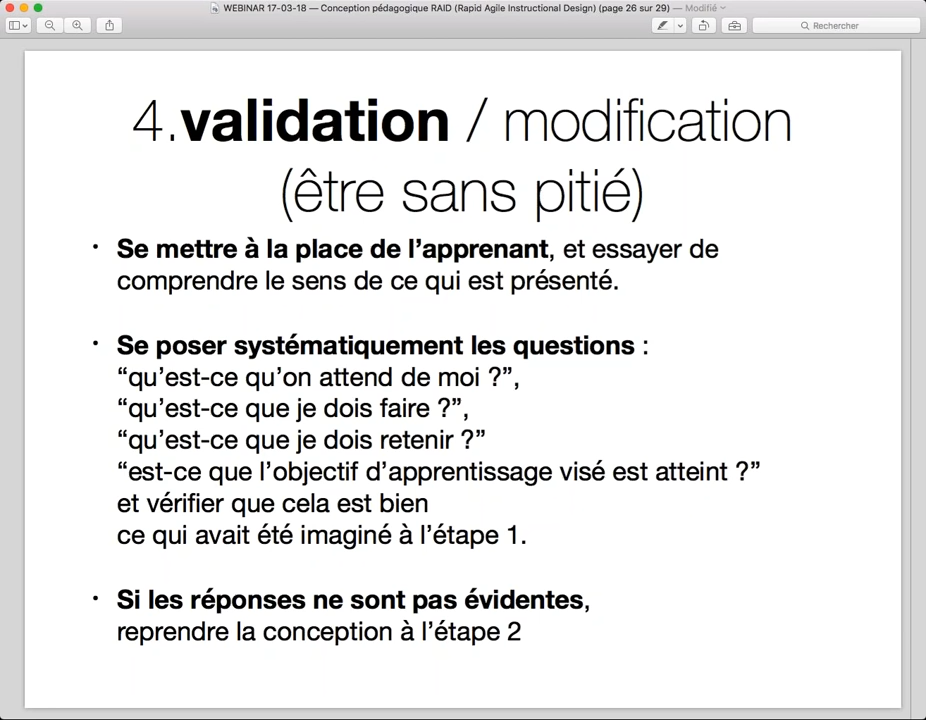 WEBINAR 17-03-18 — Conception pédagogique RAID (Rapid Agile Instructional Design) (page 26 sur 29) — Modifié
Rechercher
4.validation / modification
(être sans pitié)
• Se mettre à la place de l’apprenant, et essayer de
comprendre le sens de ce qui est présenté.
• Se poser systématiquement les questions :
“qu’est-ce qu’on attend de moi ?”,
“qu’est-ce que je dois faire ?”,
“qu’est-ce que je dois retenir ?”
“est-ce que l’objectif d’apprentissage visé est atteint ?”
et vérifier que cela est bien
ce qui avait été imaginé à l’étape 1.
• Si les réponses ne sont pas évidentes,
reprendre la conception à l’étape 2